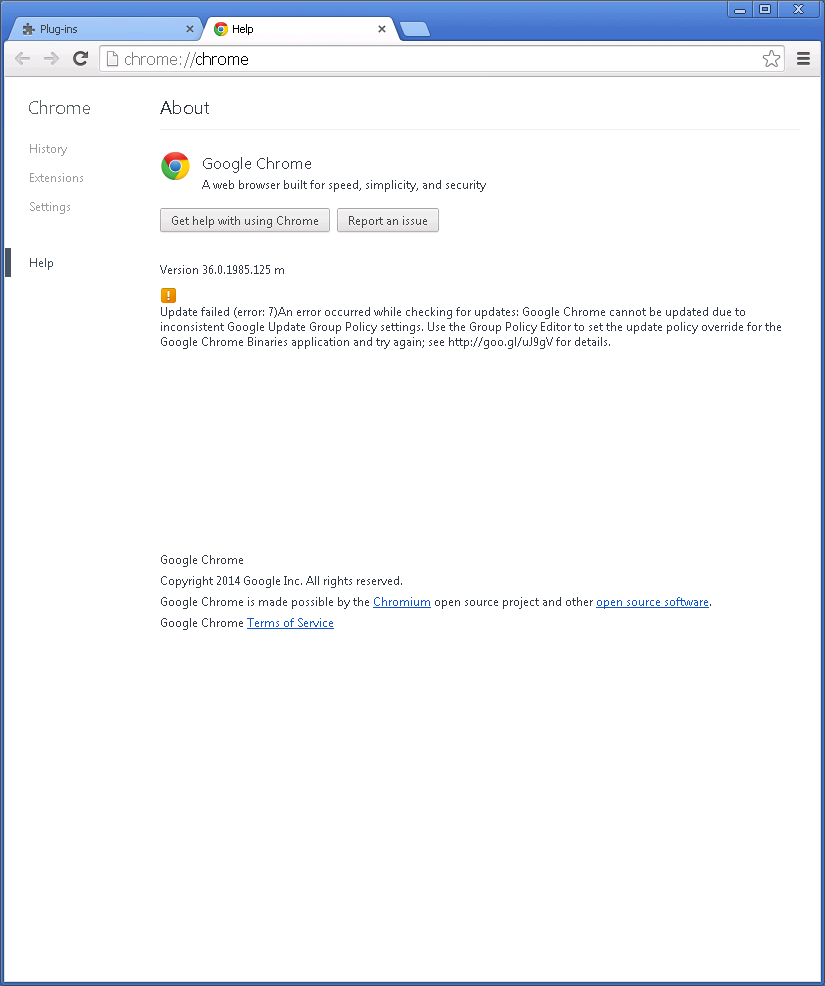 Plug-ins
Help
chrome://chrome
Chrome
About
History
Extensions
Settings
Help
Google Chrome
A web browser built for speed, simplicity, and security
Get help with using Chrome
Report an issue
Version 36.0.1985.125 m
Update failed (error: 7)An error occurred while checking for updates: Google Chrome cannot be updated due to
inconsistent Google Update Group Policy settings. Use the Group Policy Editor to set the update policy override for the
Google Chrome Binaries application and try again; see http://goo.gl/uJ9gV for details.
Google Chrome
Copyright 2014 Google Inc. All rights reserved.
Google Chrome is made possible by the Chromium open source project and other open source software.
Google Chrome Terms of Service